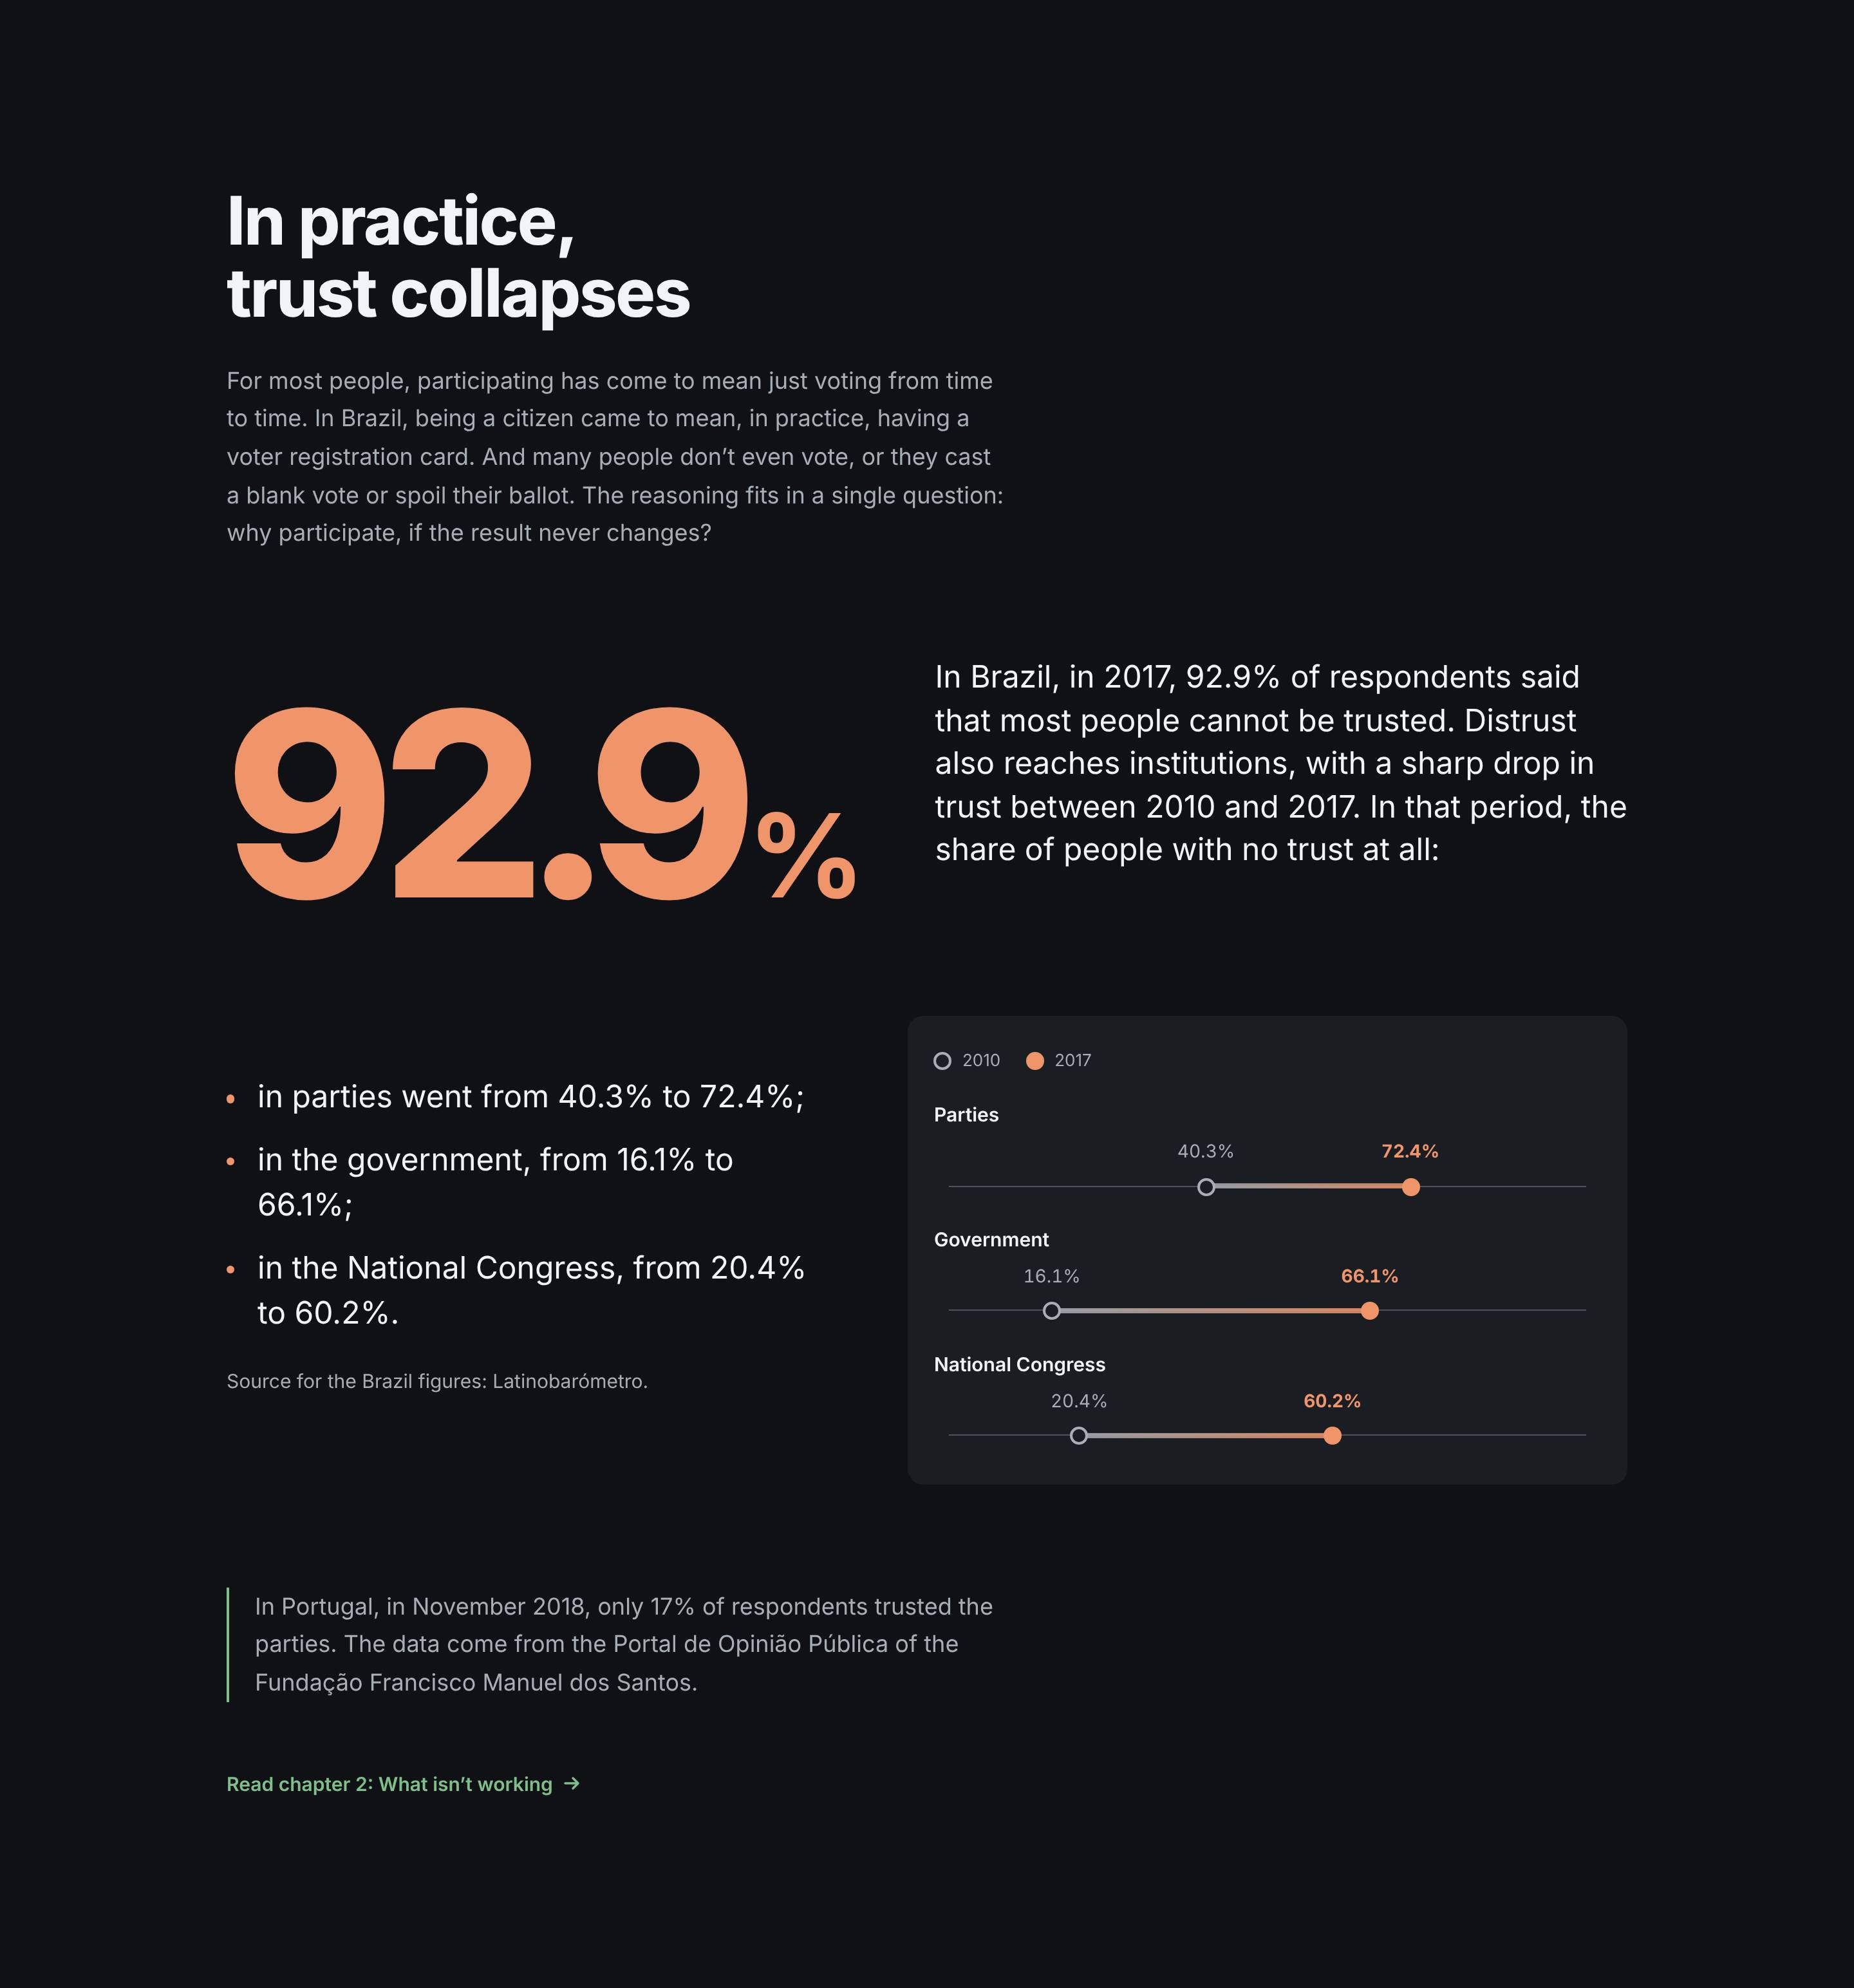 In practice,
trust collapses
For most people, participating has come to mean just voting from time
to time. In Brazil, being a citizen came to mean, in practice, having a
voter registration card. And many people don’t even vote, or they cast
a blank vote or spoil their ballot. The reasoning fits in a single question:
why participate, if the result never changes?
92.9%
In Brazil, in 2017, 92.9% of respondents said
that most people cannot be trusted. Distrust
also reaches institutions, with a sharp drop in
trust between 2010 and 2017. In that period, the
share of people with no trust at all:
• in parties went from 40.3% to 72.4%;
• in the government, from 16.1% to
66.1%;
• in the National Congress, from 20.4%
to 60.2%.
Source for the Brazil figures: Latinobarómetro.
2010 2017
Parties
40.3% 72.4%
Government
16.1% 66.1%
National Congress
20.4% 60.2%
In Portugal, in November 2018, only 17% of respondents trusted the
parties. The data come from the Portal de Opinião Pública of the
Fundação Francisco Manuel dos Santos.
Read chapter 2: What isn’t working →